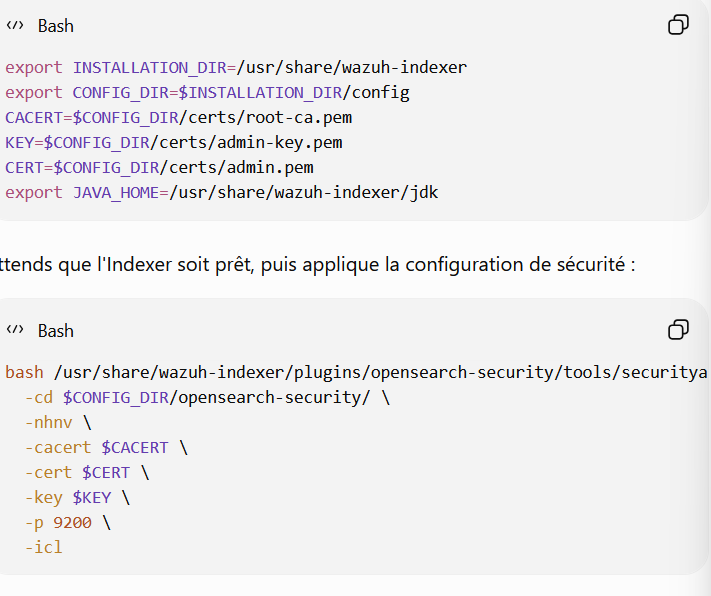 Bash
export INSTALLATION_DIR=/usr/share/wazuh-indexer
export CONFIG_DIR=$INSTALLATION_DIR/config
CACERT=$CONFIG_DIR/certs/root-ca.pem
KEY=$CONFIG_DIR/certs/admin-key.pem
CERT=$CONFIG_DIR/certs/admin.pem
export JAVA_HOME=/usr/share/wazuh-indexer/jdk
ttends que l'Indexer soit prêt, puis applique la configuration de sécurité :
Bash
bash /usr/share/wazuh-indexer/plugins/opensearch-security/tools/securitya
-cd $CONFIG_DIR/opensearch-security/ \
-nhnv \
-cacert $CACERT \
-cert $CERT \
-key $KEY \
-p 9200 \
-icl